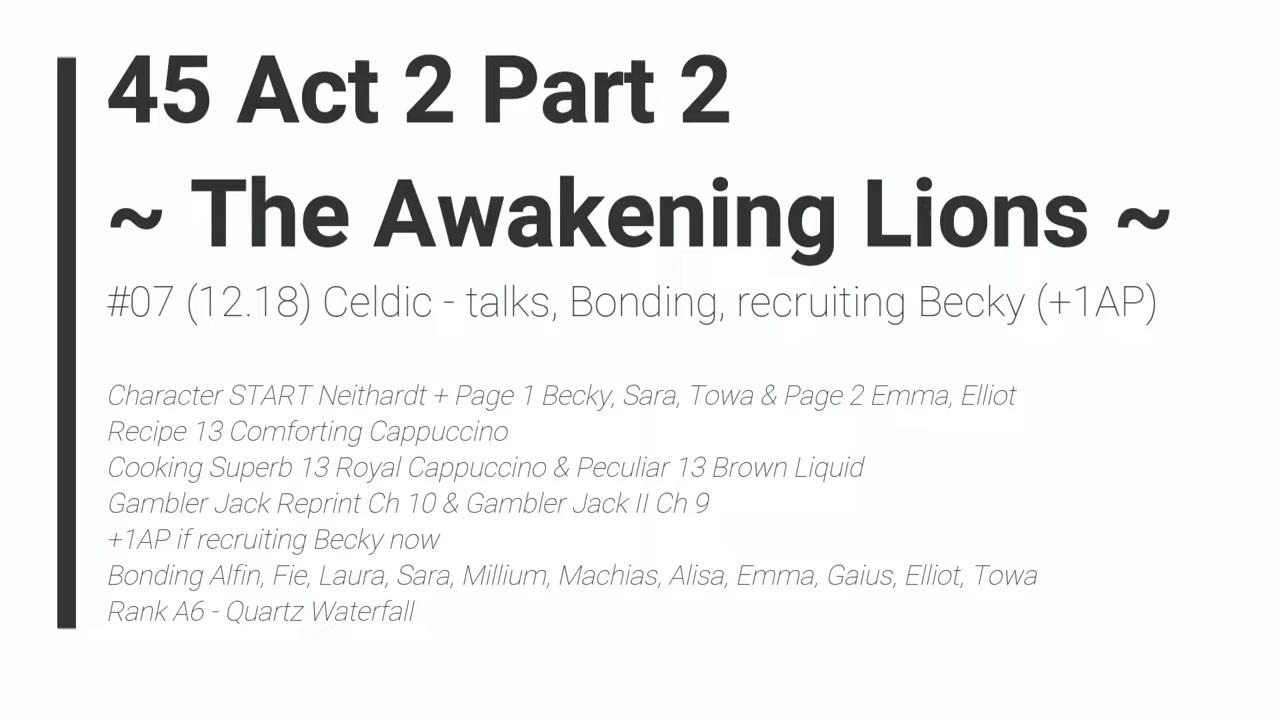 45 Act 2 Part 2
~ The Awakening Lions ~
#07 (12.18) Celdic - talks, Bonding, recruiting Becky (+1AP)
Character START Neithardt + Page 1 Becky, Sara, Towa & Page 2 Emma, Elliot
Recipe 13 Comforting Cappuccino
Cooking Superb 13 Royal Cappuccino & Peculiar 13 Brown Liquid
Gambler Jack Reprint Ch 10 & Gambler Jack II Ch 9
+1AP if recruiting Becky now
Bonding Alfin, Fie, Laura, Sara, Millium, Machias, Alisa, Emma, Gaius, Elliot, Towa
Rank A6 - Quartz Waterfall